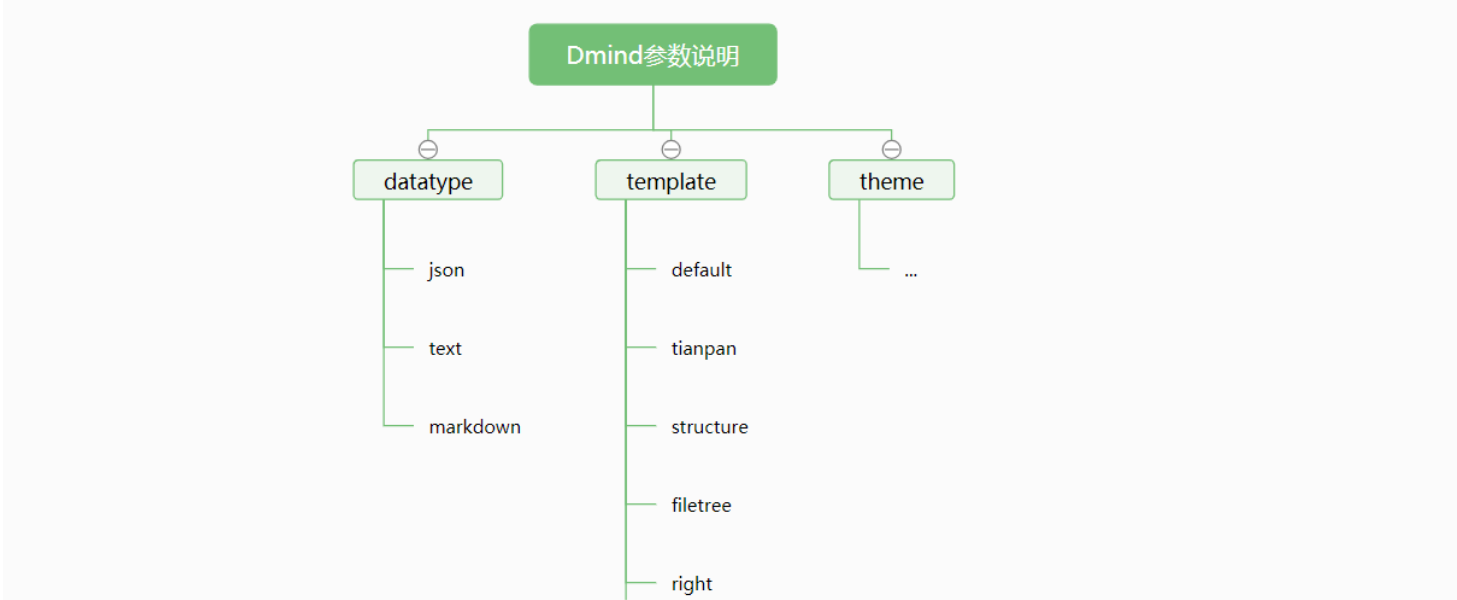 Dmind参数说明
datatype
json
text
markdown
template
default
tianpan
structure
filetree
right
theme
...